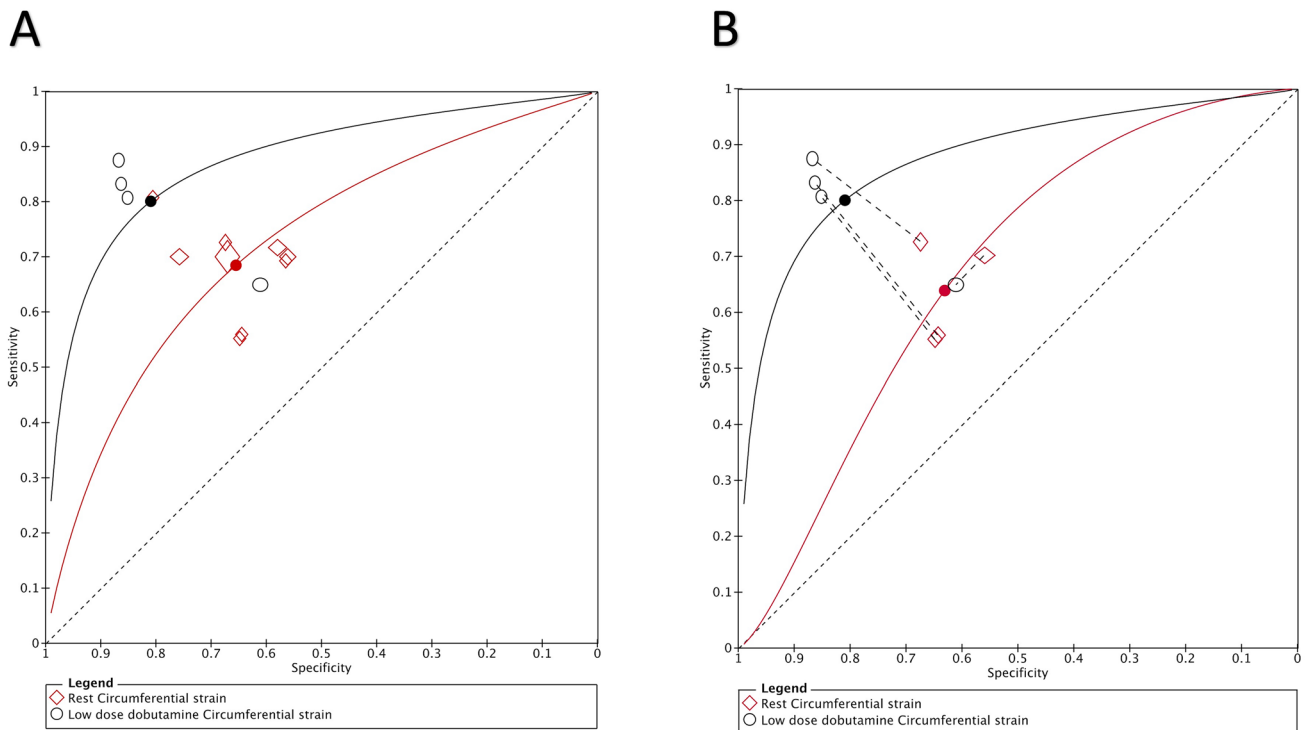 A
1
0.9
0.8
0.7
0.6
0.5
0.4
0.3
0.2
0.1
0
Sensitivity
1 0.9 0.8 0.7 0.6 0.5 0.4 0.3 0.2 0.1 0
Specificity
Legend
Rest Circumferential strain
Low dose dobutamine Circumferential strain
B
1
0.9
0.8
0.7
0.6
0.5
0.4
0.3
0.2
0.1
0
Sensitivity
1 0.9 0.8 0.7 0.6 0.5 0.4 0.3 0.2 0.1 0
Specificity
Legend
Rest Circumferential strain
Low dose dobutamine Circumferential strain